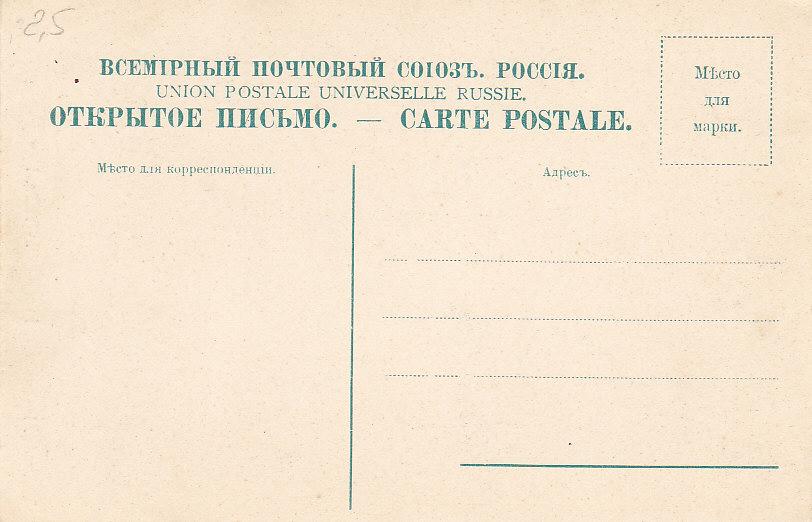 2,5
ВСЕМІРНЫЙ ПОЧТОВЫЙ СОІОЗЪ. РОССІЯ.
UNION POSTALE UNIVERSELLE RUSSIE.
ОТКРЫТОЕ ПИСЬМО. — CARTE POSTALE.
Мѣсто
для
марки.
Мѣсто для корреспонденціи.
Адресъ.